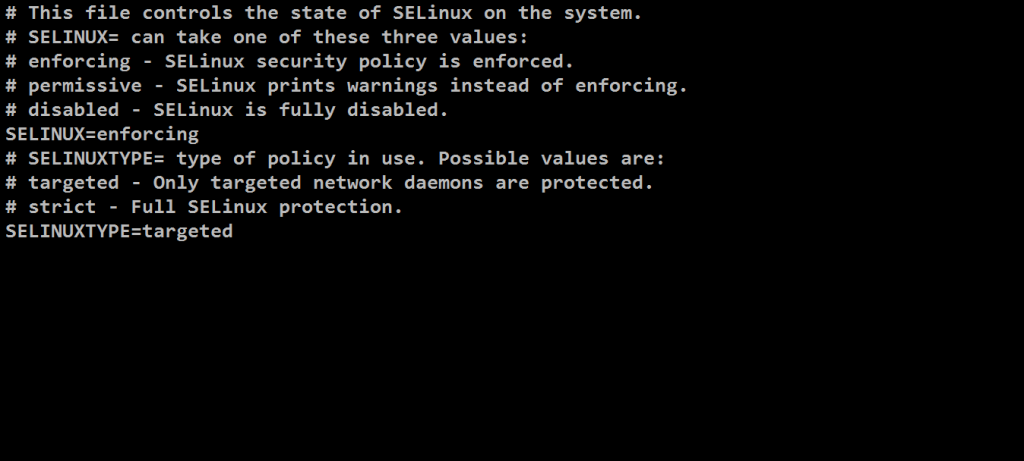 # This file controls the state of SELinux on the system.
# SELINUX= can take one of these three values:
# enforcing - SELinux security policy is enforced.
# permissive - SELinux prints warnings instead of enforcing.
# disabled - SELinux is fully disabled.
SELINUX=enforcing
# SELINUXTYPE= type of policy in use. Possible values are:
# targeted - Only targeted network daemons are protected.
# strict - Full SELinux protection.
SELINUXTYPE=targeted